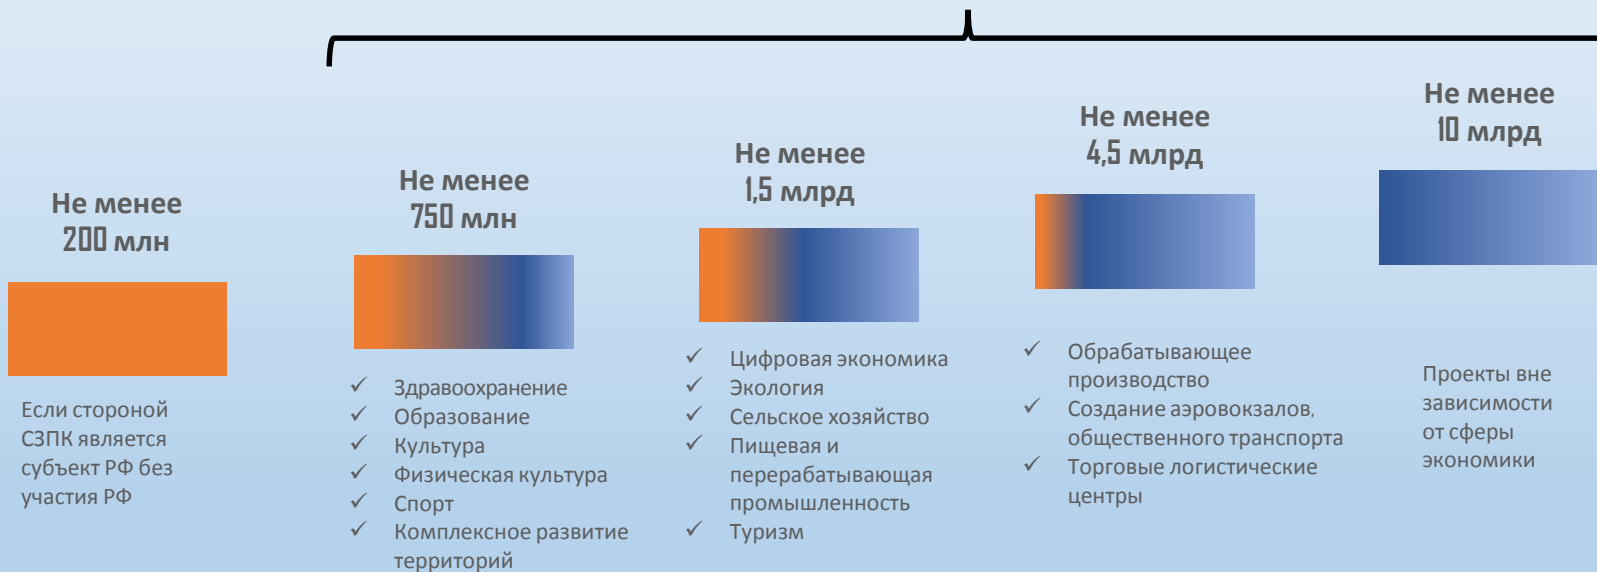 Не менее
200 млн
Если стороной
СЗПК является
субъект РФ без
участия РФ
Не менее
750 млн
✓ Здравоохранение
✓ Образование
✓ Культура
✓ Физическая культура
✓ Спорт
✓ Комплексное развитие
территорий
Не менее
1,5 млрд
✓ Цифровая экономика
✓ Экология
✓ Сельское хозяйство
✓ Пищевая и
перерабатывающая
промышленность
✓ Туризм
Не менее
4,5 млрд
✓ Обрабатывающее
производство
✓ Создание аэровокзалов,
общественного транспорта
✓ Торговые логистические
центры
Не менее
10 млрд
Проекты вне
зависимости
от сферы
экономики